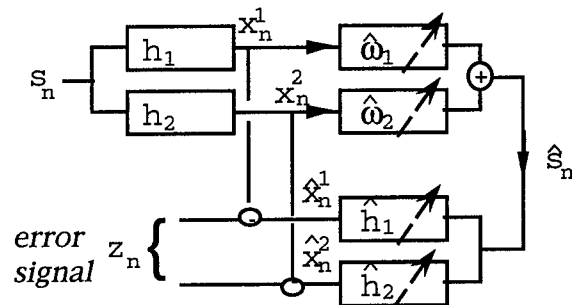 x_n^1
h_1
ω̂_1
s_n
+
x_n^2
h_2
ω̂_2
ŝ_n
x̂_n^1
ĥ_1
error signal z_n {
x̂_n^2
ĥ_2